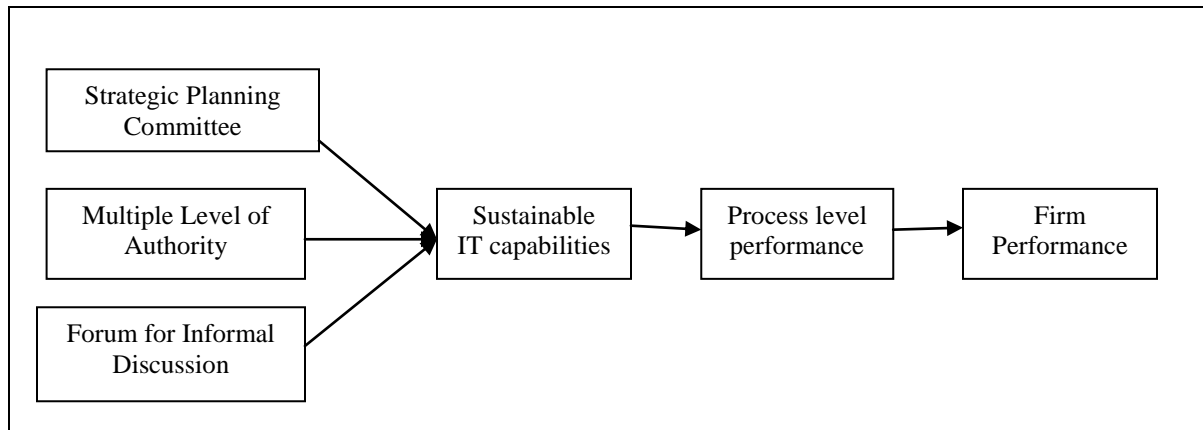 Strategic Planning
Committee
Multiple Level of
Authority
Forum for Informal
Discussion
Sustainable
IT capabilities
Process level
performance
Firm
Performance